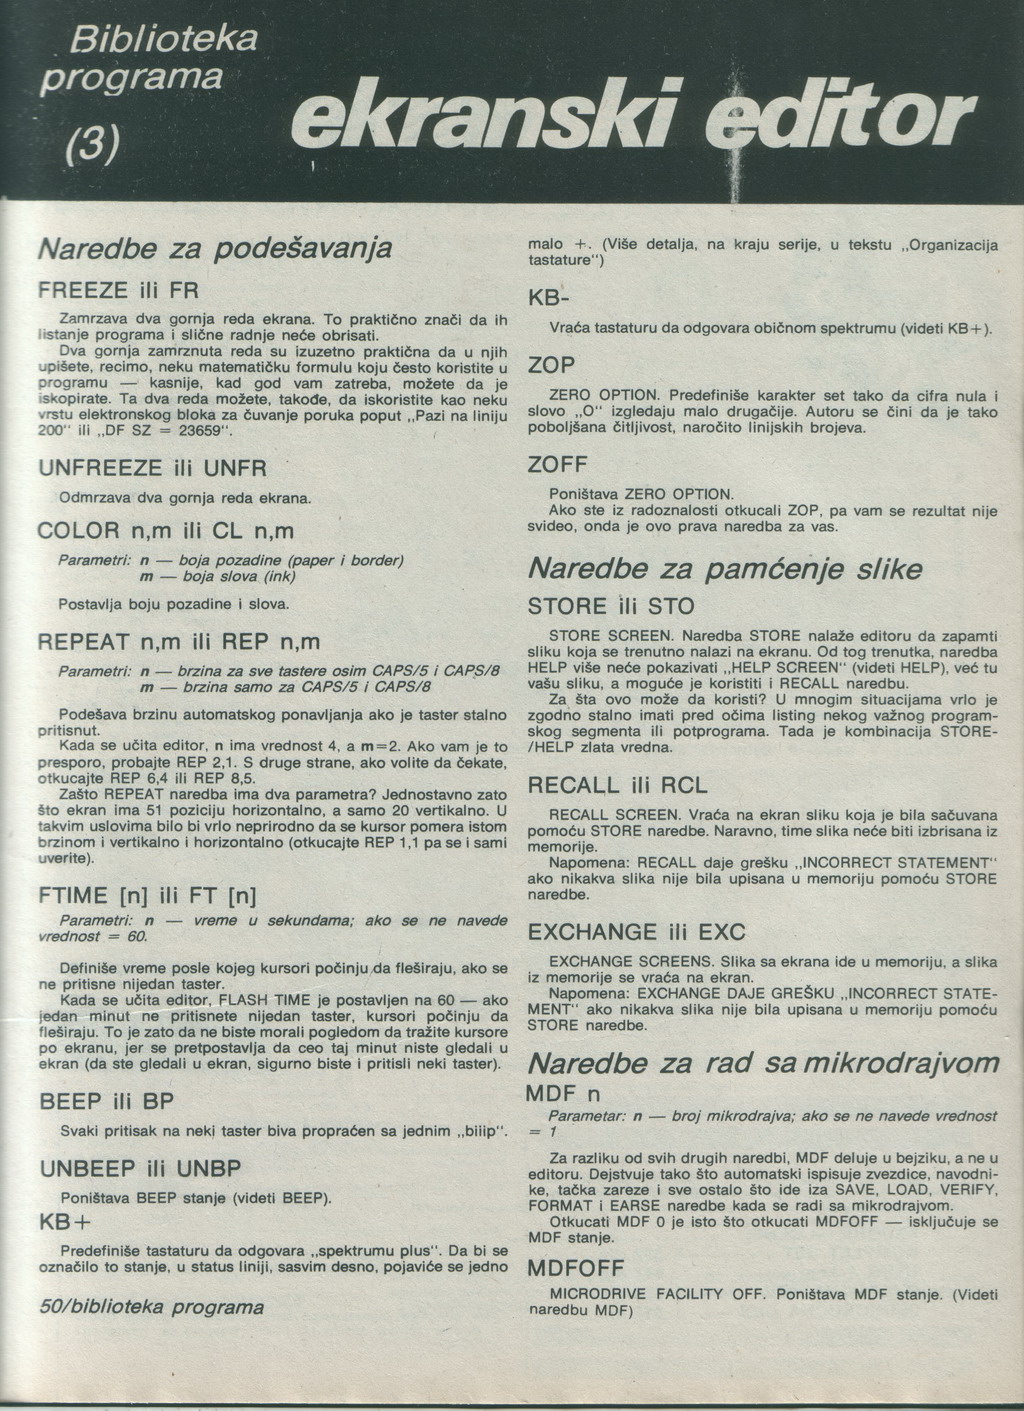 Biblioteka
programa
(3)
ekranski editor
Naredbe za podešavanja
FREEZE ili FR
Zamrzava dva gornja reda ekrana. To praktično znači da ih
listanje programa i slične radnje neće obrisati.
Dva gornja zamrznuta reda su izuzetno praktična da u njih
upišete, recimo, neku matematičku formulu koju često koristite u
programu — kasnije, kad god vam zatreba, možete da je
iskopirate. Ta dva reda možete, takođe, da iskoristite kao neku
vrstu elektronskog bloka za čuvanje poruka poput „Pazi na liniju
200" ili „DF SZ = 23659".
UNFREEZE ili UNFR
Odmrzava dva gornja reda ekrana.
COLOR n,m ili CL n,m
Parametri: n — boja pozadine (paper i border)
m — boja slova (ink)
Postavlja boju pozadine i slova.
REPEAT n,m ili REP n,m
Parametri: n — brzina za sve tastere osim CAPS/5 i CAPS/8
m — brzina samo za CAPS/5 i CAPS/8
Podešava brzinu automatskog ponavljanja ako je taster stalno
pritisnut.
Kada se učita editor, n ima vrednost 4, a m=2. Ako vam je to
presporo, probajte REP 2,1. S druge strane, ako volite da čekate,
otkucajte REP 6,4 ili REP 8,5.
Zašto REPEAT naredba ima dva parametra? Jednostavno zato
što ekran ima 51 poziciju horizontalno, a samo 20 vertikalno. U
takvim uslovima bilo bi vrlo neprirodno da se kursor pomera istom
brzinom i vertikalno i horizontalno (otkucajte REP 1,1 pa se i sami
uverite).
FTIME [n] ili FT [n]
Parametri: n — vreme u sekundama; ako se ne navede
vrednost = 60.
Definiše vreme posle kojeg kursori počinju da fleširaju, ako se
ne pritisne nijedan taster.
Kada se učita editor, FLASH TIME je postavljen na 60 — ako
jedan minut ne pritisnete nijedan taster, kursori počinju da
fleširaju. To je zato da ne biste morali pogledom da tražite kursore
po ekranu, jer se pretpostavlja da ceo taj minut niste gledali u
ekran (da ste gledali u ekran, sigurno biste i pritisli neki taster).
BEEP ili BP
Svaki pritisak na neki taster biva propraćen sa jednim „biiip".
UNBEEP ili UNBP
Poništava BEEP stanje (videti BEEP).
KB+
Predefiniše tastaturu da odgovara „spektrumu plus". Da bi se
označilo to stanje, u status liniji, sasvim desno, pojaviće se jedno
50/biblioteka programa
malo +. (Više detalja, na kraju serije, u tekstu „Organizacija
tastature")
KB-
Vraća tastaturu da odgovara običnom spektrumu (videti KB+).
ZOP
ZERO OPTION. Predefiniše karakter set tako da cifra nula i
slovo „O" izgledaju malo drugačije. Autoru se čini da je tako
poboljšana čitljivost, naročito linijskih brojeva.
ZOFF
Poništava ZERO OPTION.
Ako ste iz radoznalosti otkucali ZOP, pa vam se rezultat nije
svideo, onda je ovo prava naredba za vas.
Naredbe za pamćenje slike
STORE ili STO
STORE SCREEN. Naredba STORE nalaže editoru da zapamti
sliku koja se trenutno nalazi na ekranu. Od tog trenutka, naredba
HELP više neće pokazivati „HELP SCREEN" (videti HELP), već tu
vašu sliku, a moguće je koristiti i RECALL naredbu.
Za šta ovo može da koristi? U mnogim situacijama vrlo je
zgodno stalno imati pred očima listing nekog važnog program-
skog segmenta ili potprograma. Tada je kombinacija STORE-
/HELP zlata vredna.
RECALL ili RCL
RECALL SCREEN. Vraća na ekran sliku koja je bila sačuvana
pomoću STORE naredbe. Naravno, time slika neće biti izbrisana iz
memorije.
Napomena: RECALL daje grešku „INCORRECT STATEMENT"
ako nikakva slika nije bila upisana u memoriju pomoću STORE
naredbe.
EXCHANGE ili EXC
EXCHANGE SCREENS. Slika sa ekrana ide u memoriju, a slika
iz memorije se vraća na ekran.
Napomena: EXCHANGE DAJE GREŠKU „INCORRECT STATE-
MENT" ako nikakva slika nije bila upisana u memoriju pomoću
STORE naredbe.
Naredbe za rad sa mikrodrajvom
MDF n
Parametar: n — broj mikrodrajva; ako se ne navede vrednost
= 1
Za razliku od svih drugih naredbi, MDF deluje u bejziku, a ne u
editoru. Dejstvuje tako što automatski ispisuje zvezdice, navodni-
ke, tačka zareze i sve ostalo što ide iza SAVE, LOAD, VERIFY,
FORMAT i EARSE naredbe kada se radi sa mikrodrajvom.
Otkucati MDF 0 je isto što otkucati MDFOFF — isključuje se
MDF stanje.
MDFOFF
MICRODRIVE FACILITY OFF. Poništava MDF stanje. (Videti
naredbu MDF)